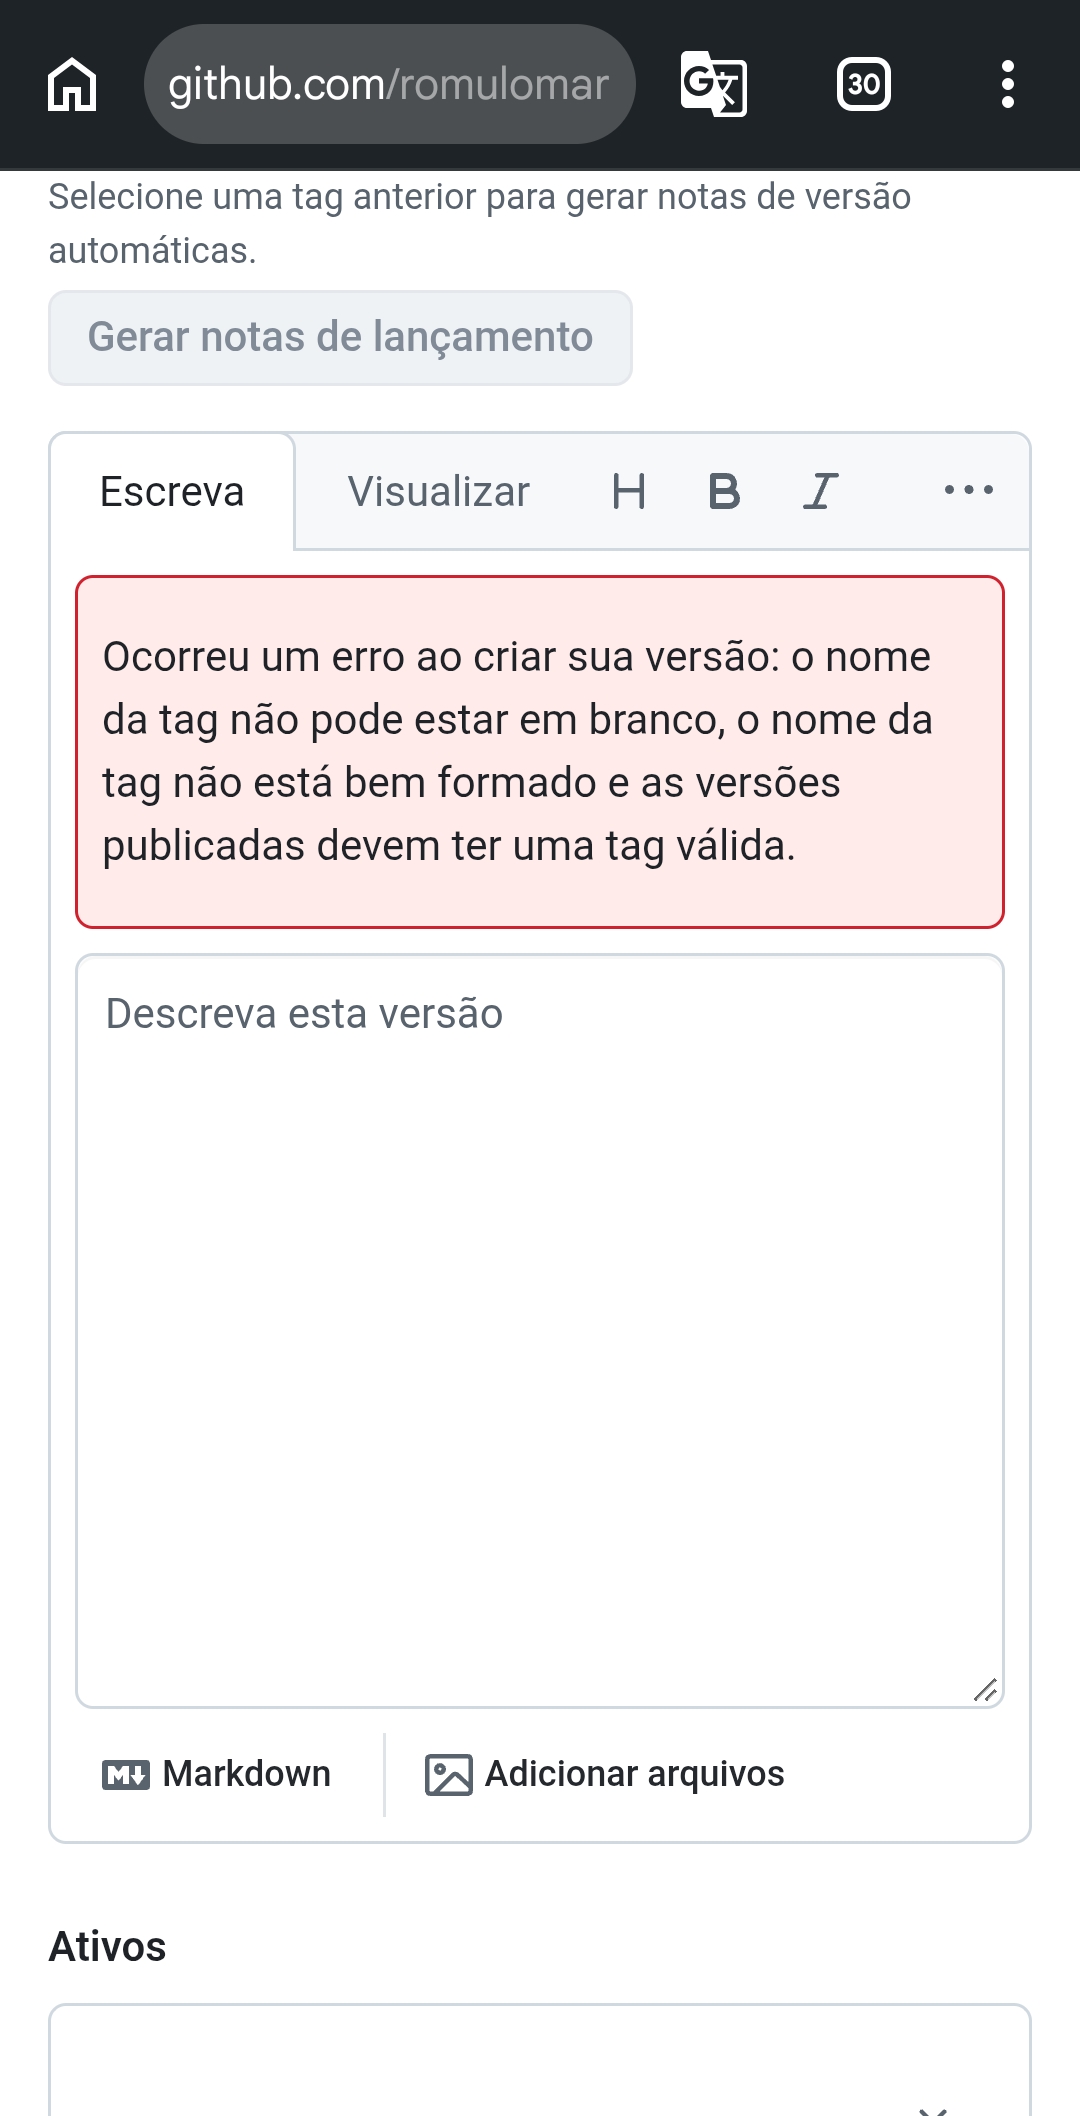 github.com/romulomar
30
Selecione uma tag anterior para gerar notas de versão
automáticas.
Gerar notas de lançamento
Escreva
Visualizar
H
B
I
Ocorreu um erro ao criar sua versão: o nome
da tag não pode estar em branco, o nome da
tag não está bem formado e as versões
publicadas devem ter uma tag válida.
Descreva esta versão
Markdown
Adicionar arquivos
Ativos